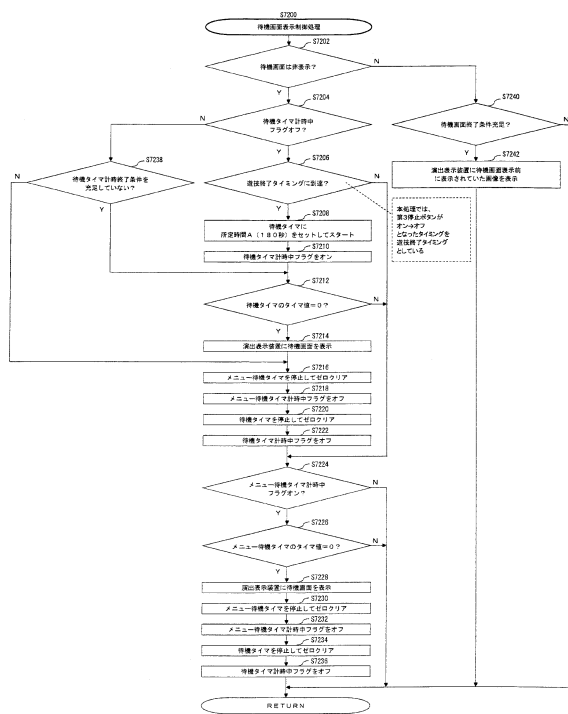 S7200
待機画面表示制御処理
S7202
待機画面は非表示?
N
Y
S7204
待機タイマ計時中
フラグオフ?
N
Y
S7240
待機画面終了条件充足?
N
Y
S7242
演出表示装置に待機画面表示前
に表示されていた画像を表示
S7238
待機タイマ計時終了条件を
充足していない?
N
Y
S7206
遊技終了タイミングに到達?
N
Y
本処理では、
第3停止ボタンが
オン→オフ
となったタイミングを
遊技終了タイミング
としている
S7208
待機タイマに
所定時間A(180秒)をセットしてスタート
S7210
待機タイマ計時中フラグをオン
S7212
待機タイマのタイマ値=0?
N
Y
S7214
演出表示装置に待機画面を表示
S7216
メニュー待機タイマを停止してゼロクリア
S7218
メニュー待機タイマ計時中フラグをオフ
S7220
待機タイマを停止してゼロクリア
S7222
待機タイマ計時中フラグをオフ
S7224
メニュー待機タイマ計時中
フラグオン?
N
Y
S7226
メニュー待機タイマのタイマ値=0?
N
Y
S7228
演出表示装置に待機画面を表示
S7230
メニュー待機タイマを停止してゼロクリア
S7232
メニュー待機タイマ計時中フラグをオフ
S7234
待機タイマを停止してゼロクリア
S7236
待機タイマ計時中フラグをオフ
RETURN